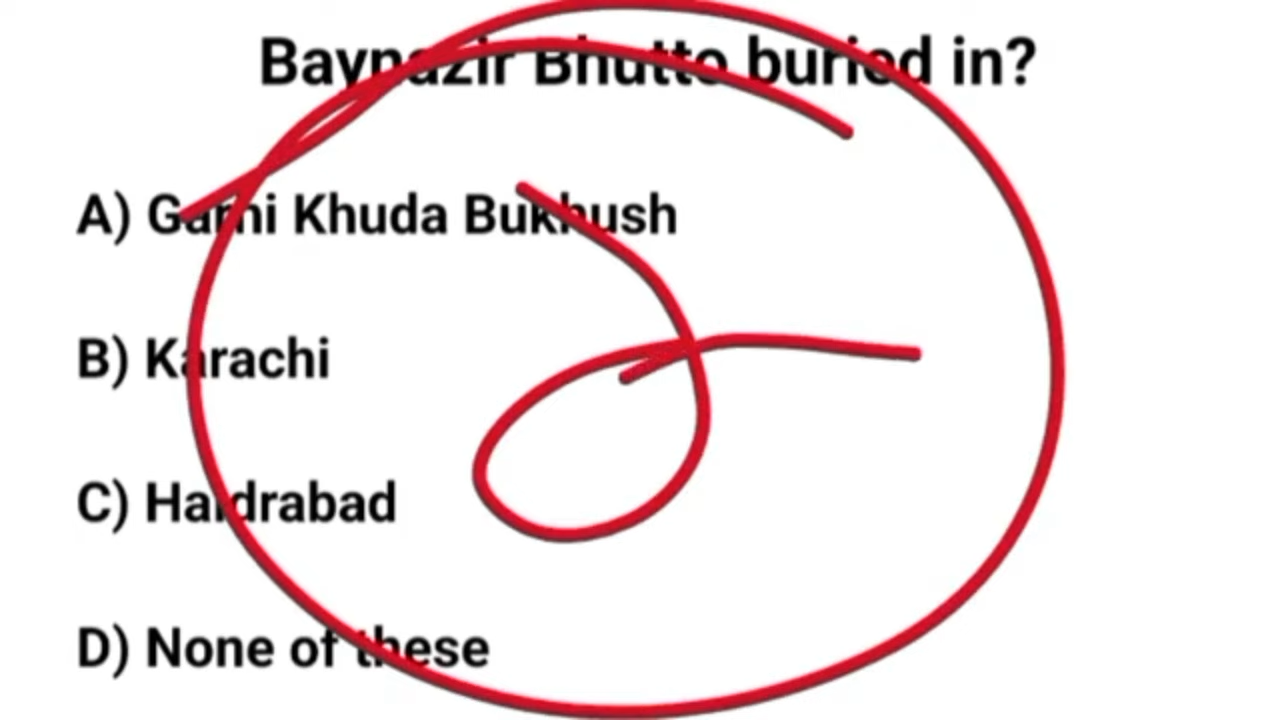 Baynazir Bhutto buried in?
A) Garhi Khuda Bukhush
B) Karachi
C) Haidrabad
D) None of these